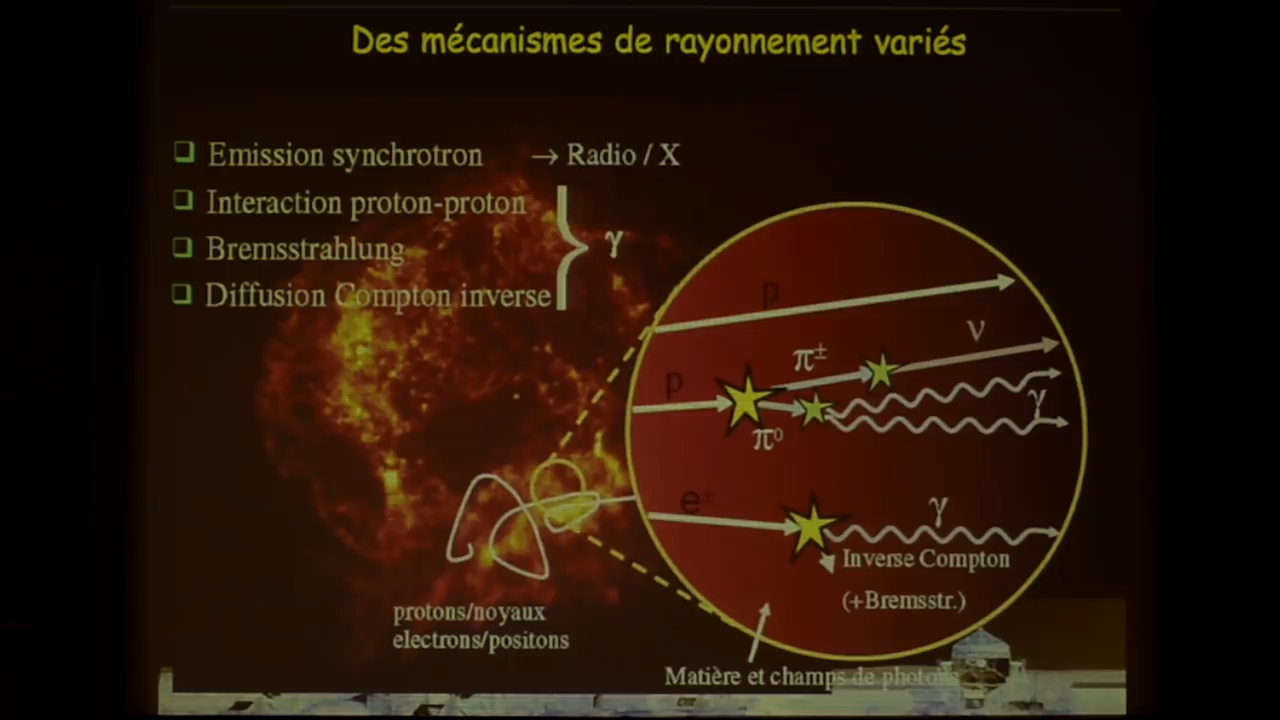 Des mécanismes de rayonnement variés
Emission synchrotron → Radio / X
Interaction proton-proton
Bremsstrahlung
Diffusion Compton inverse
γ
p
ν
π±
p
γ
π⁰
e±
γ
Inverse Compton
(+Bremsstr.)
protons/noyaux
electrons/positons
Matière et champs de photons